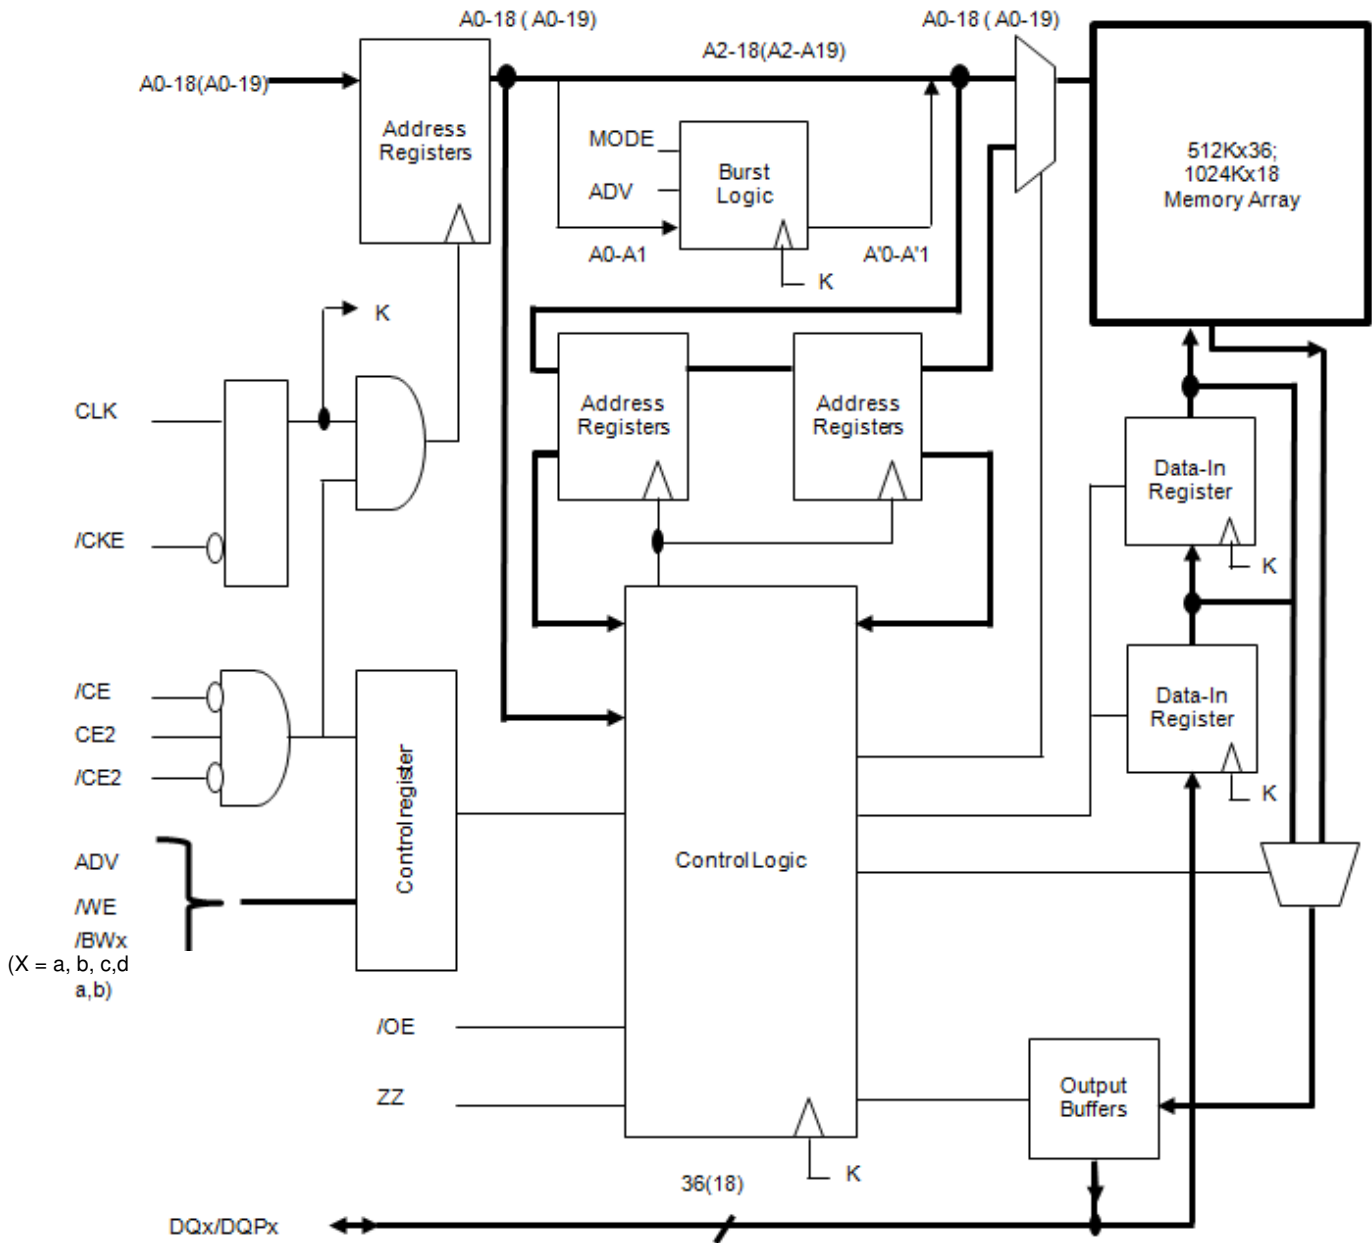 A0-18 ( A0-19)
A0-18 ( A0-19)
A2-18(A2-A19)
A0-18(A0-19)
Address
Registers
MODE
ADV
Burst
Logic
A0-A1
A'0-A'1
K
512Kx36;
1024Kx18
Memory Array
K
CLK
/CKE
Address
Registers
Address
Registers
Data-In
Register
K
/CE
CE2
/CE2
Data-In
Register
K
Control register
Control Logic
ADV
/WE
/BWx
(X = a, b, c,d
a,b)
/OE
ZZ
Output
Buffers
K
36(18)
DQx/DQPx